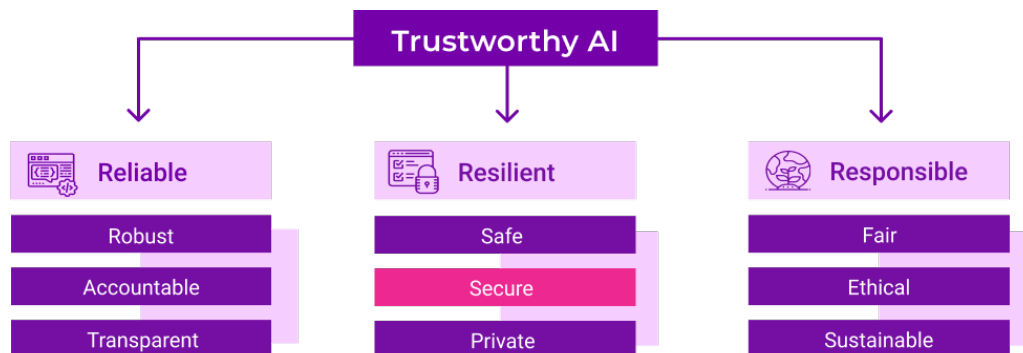 Trustworthy AI
Reliable
Robust
Accountable
Transparent
Resilient
Safe
Secure
Private
Responsible
Fair
Ethical
Sustainable